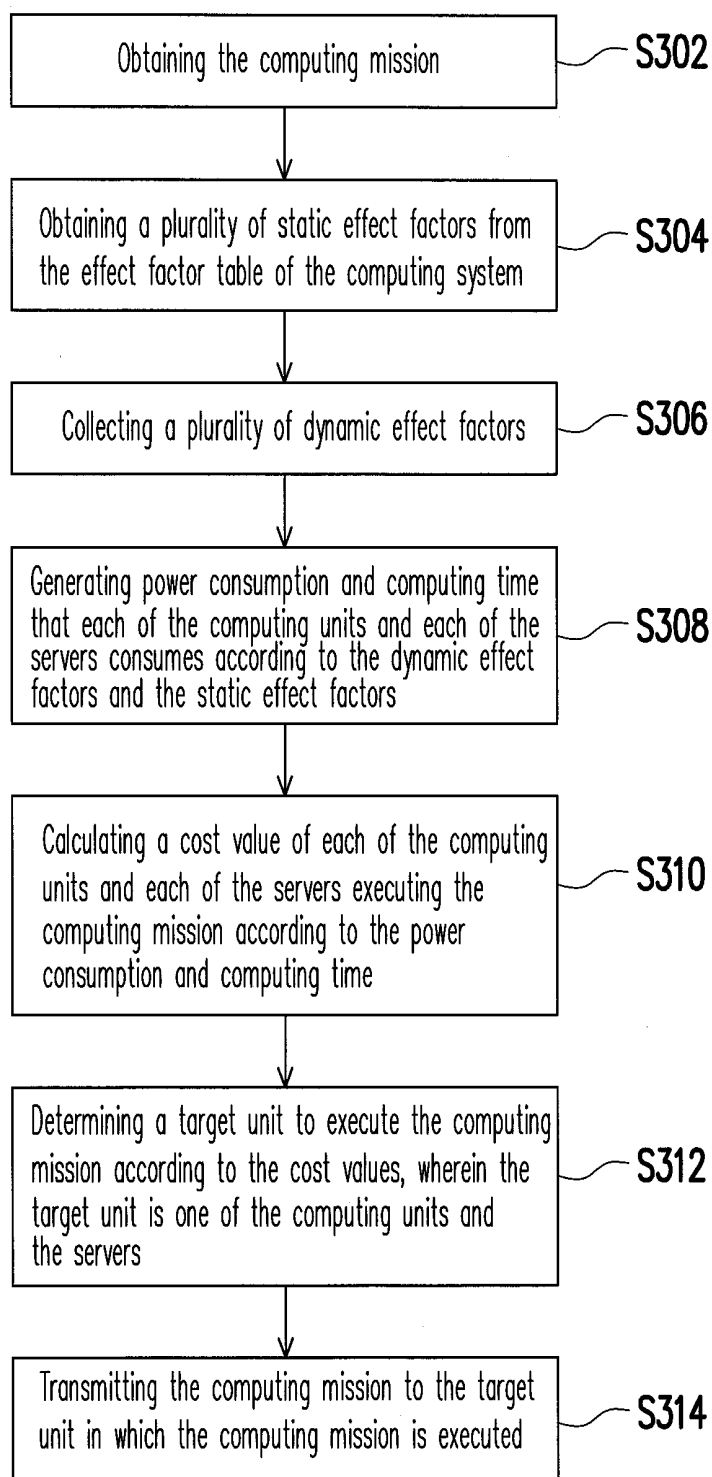 Obtaining the computing mission
S302
Obtaining a plurality of static effect factors from
the effect factor table of the computing system
S304
Collecting a plurality of dynamic effect factors
S306
Generating power consumption and computing time
that each of the computing units and each of the
servers consumes according to the dynamic effect
factors and the static effect factors
S308
Calculating a cost value of each of the computing
units and each of the servers executing the
computing mission according to the power
consumption and computing time
S310
Determining a target unit to execute the computing
mission according to the cost values, wherein the
target unit is one of the computing units and
the servers
S312
Transmitting the computing mission to the target
unit in which the computing mission is executed
S314